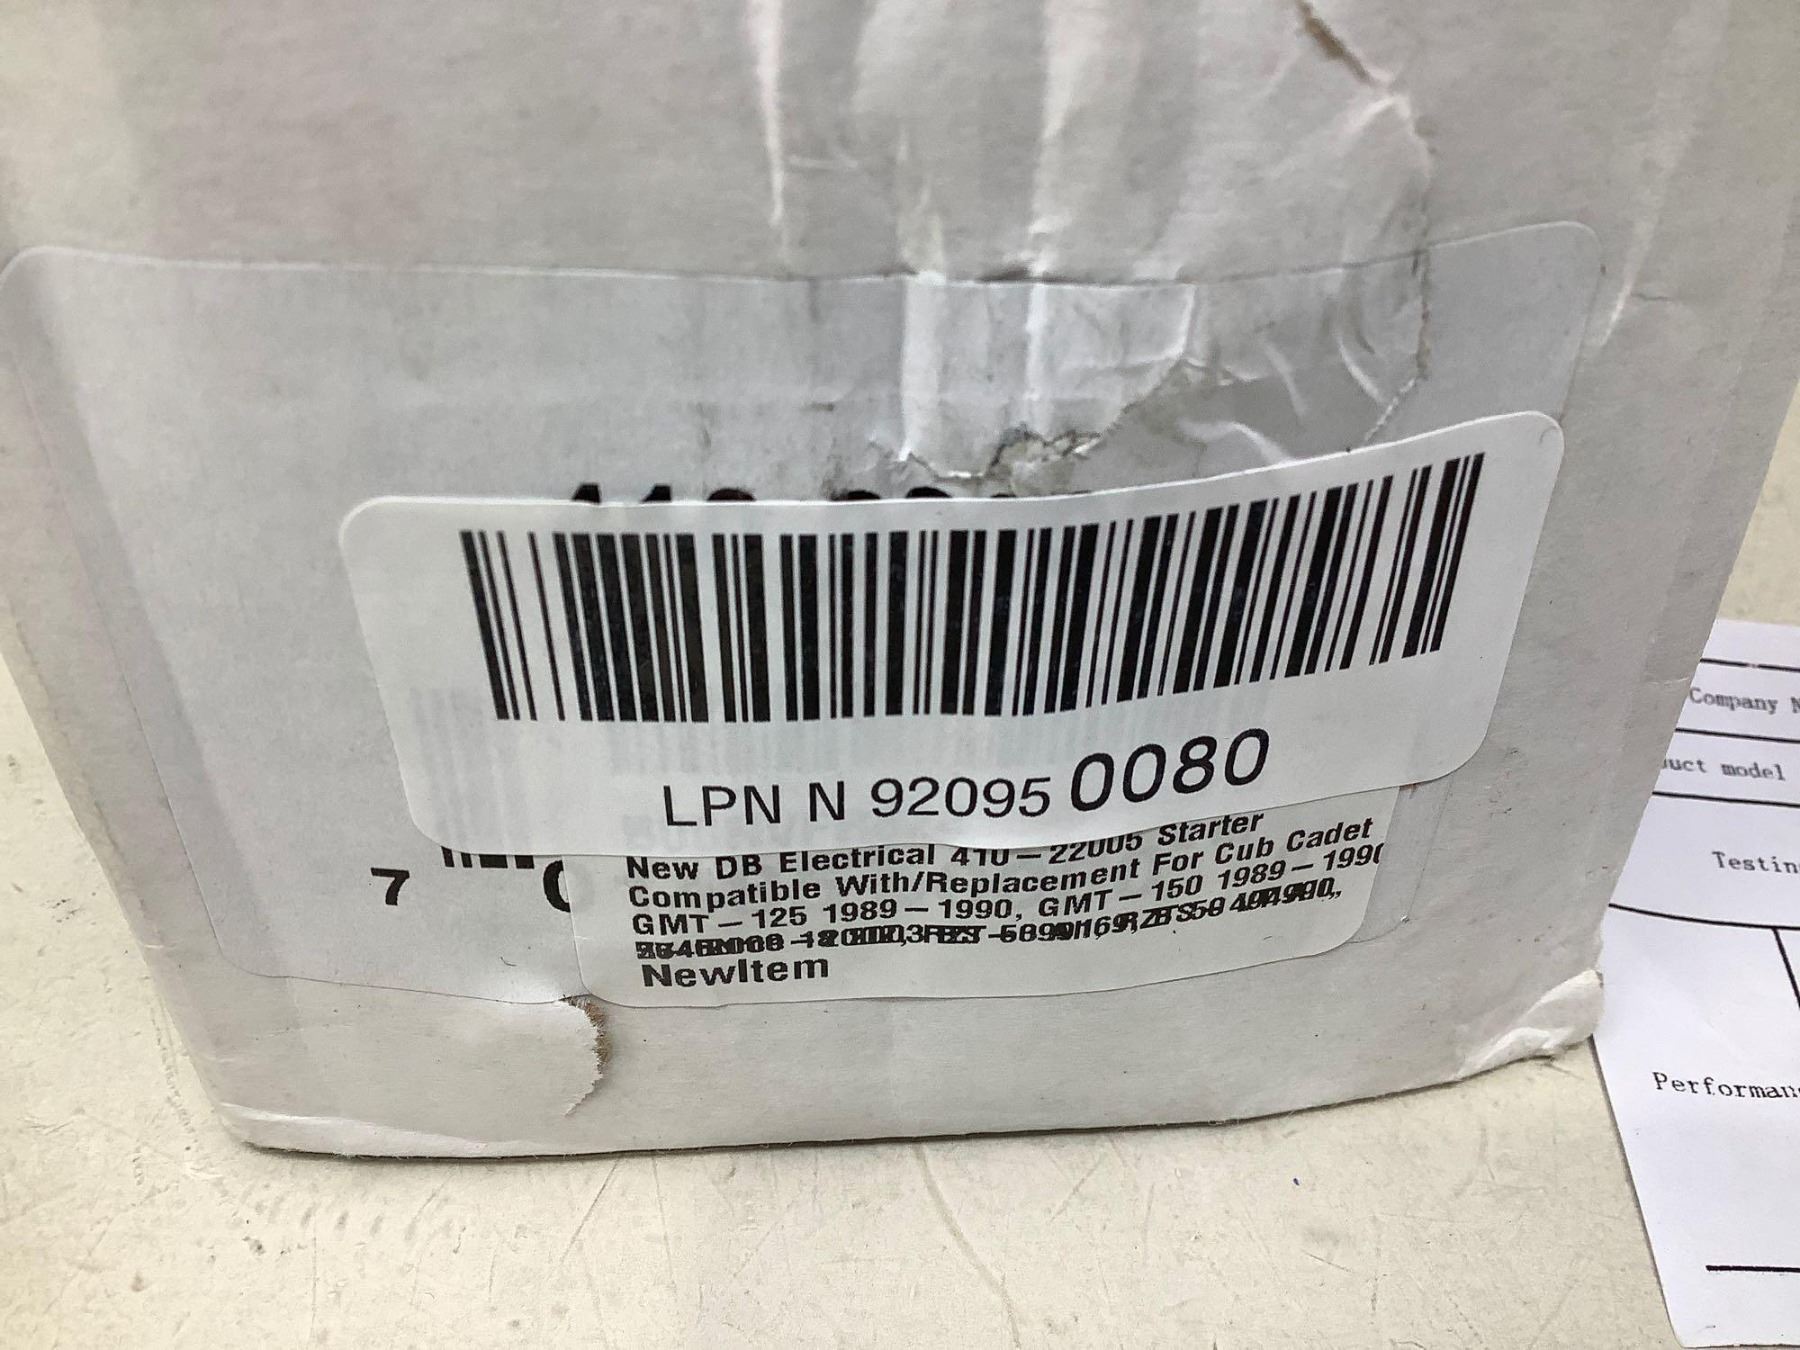 LPN N 920950080
7
New DB Electrical 410-22005 Starter
Compatible With/Replacement For Cub Cadet
GMT-125 1989-1990, GMT-150 1989-1990
NewItem
Company
model
Testin
Performan